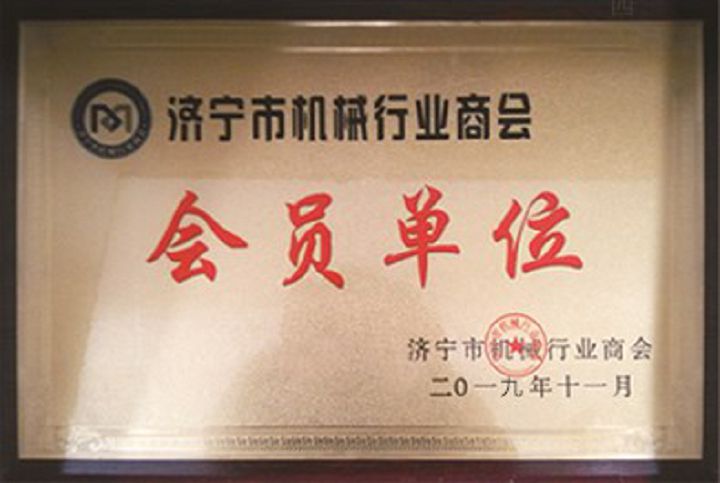 济宁市机械行业商会
会员单位
济宁市机械行业商会
二〇一九年十一月